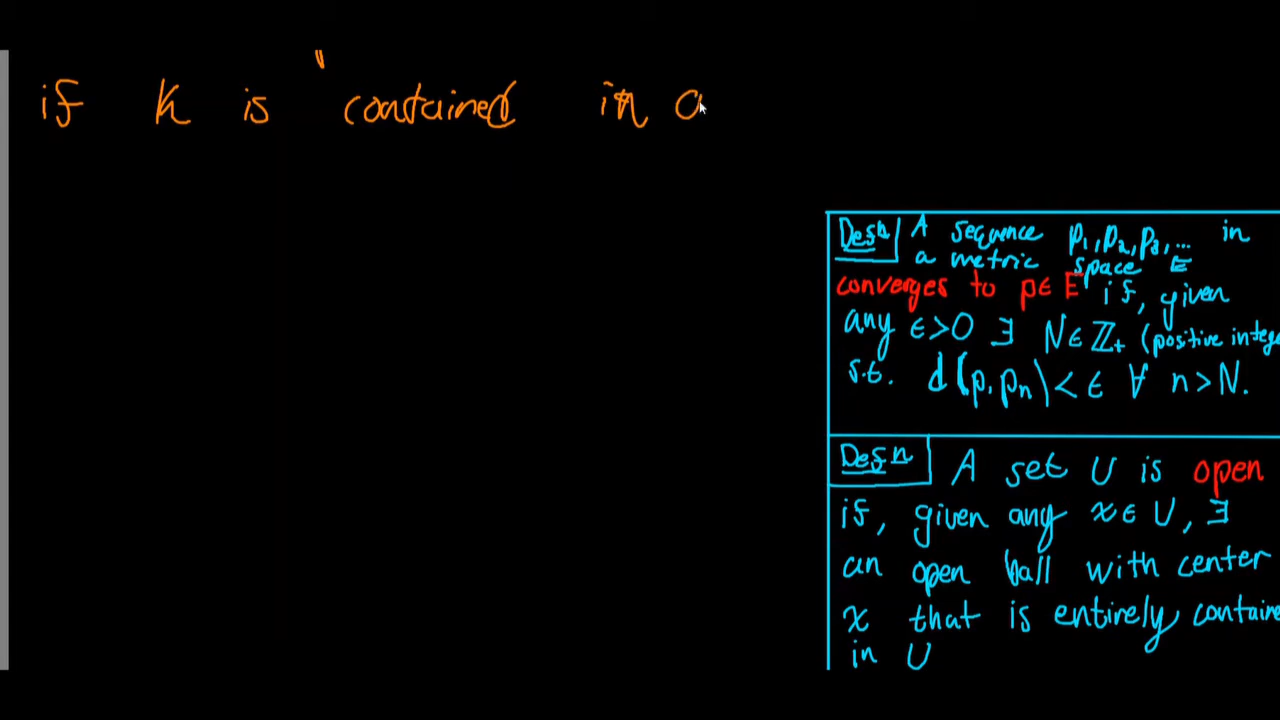 if K is " contained in a
Defn A sequence p₁, p₂, p₃, ... in
a metric space E
converges to p∈E if, given
any ϵ>0 ∃ N∈ℤ₊ (positive intege
s.t. d(p, pₙ) < ϵ ∀ n>N.
Defn A set U is open
if, given any x∈U, ∃
an open ball with center
x that is entirely containe
in U